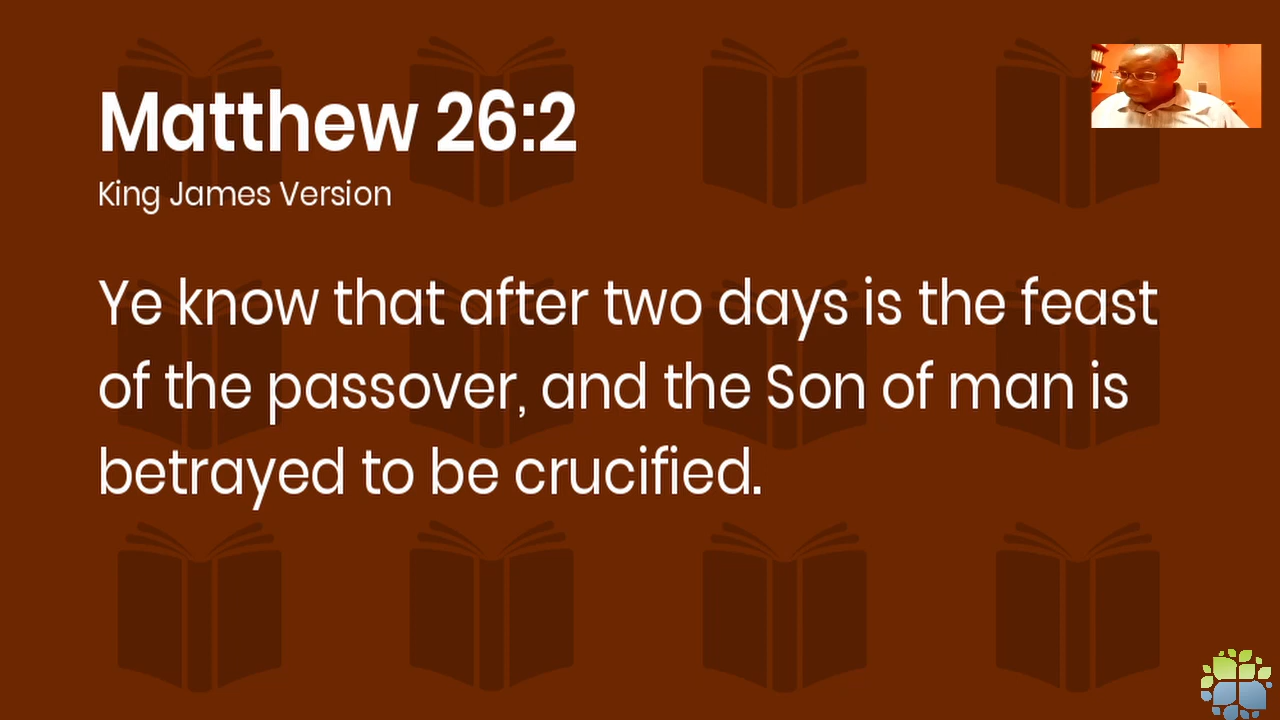 Matthew 26:2
King James Version
Ye know that after two days is the feast
of the passover, and the Son of man is
betrayed to be crucified.